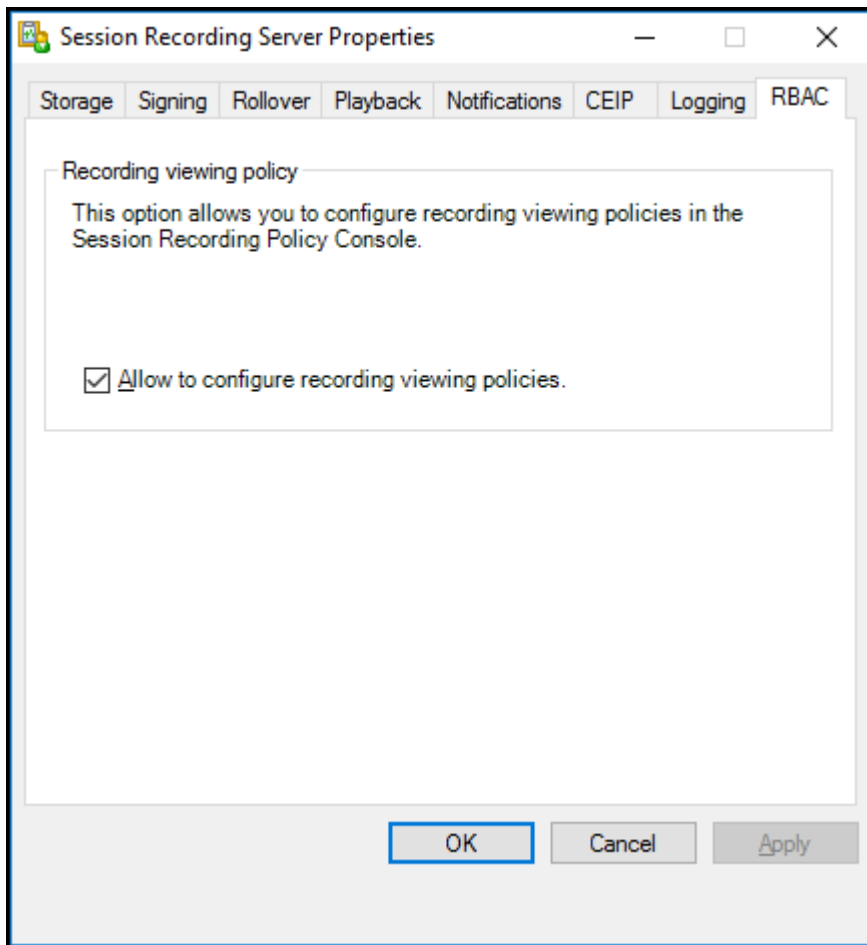 Session Recording Server Properties
Storage Signing Rollover Playback Notifications CEIP Logging RBAC
Recording viewing policy
This option allows you to configure recording viewing policies in the
Session Recording Policy Console.
Allow to configure recording viewing policies.
OK Cancel Apply